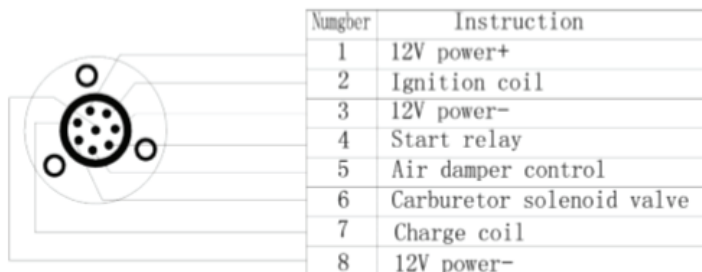 Numgber Instruction
1 12V power+
2 Ignition coil
3 12V power-
4 Start relay
5 Air damper control
6 Carburetor solenoid valve
7 Charge coil
8 12V power-